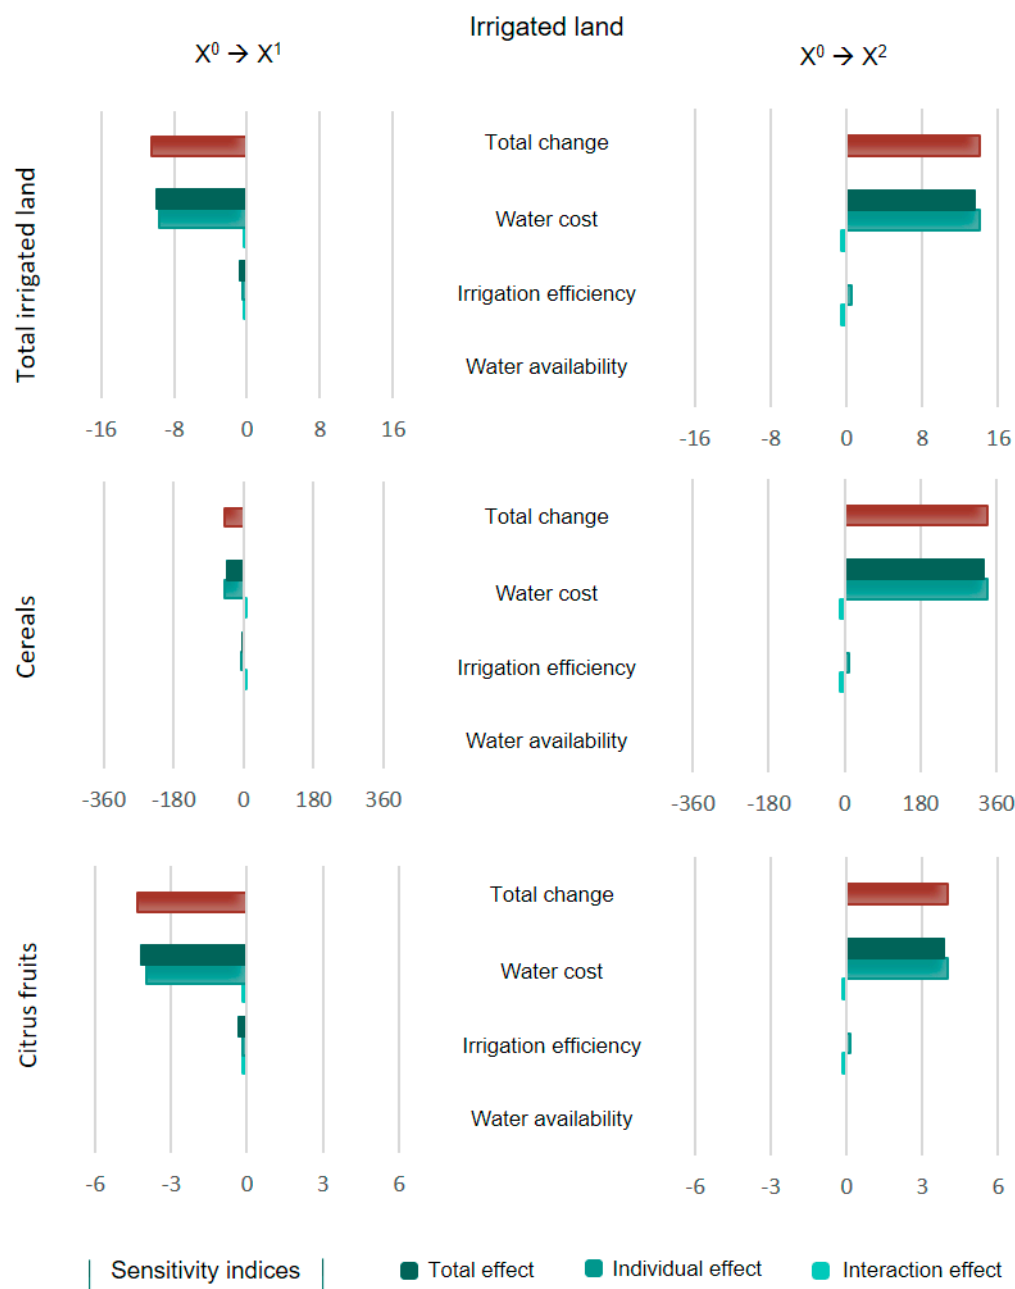 Irrigated land
X⁰ → X¹
X⁰ → X²
Total irrigated land
Total change
Water cost
Irrigation efficiency
Water availability
-16 -8 0 8 16
-16 -8 0 8 16
Cereals
Total change
Water cost
Irrigation efficiency
Water availability
-360 -180 0 180 360
-360 -180 0 180 360
Citrus fruits
Total change
Water cost
Irrigation efficiency
Water availability
-6 -3 0 3 6
-6 -3 0 3 6
Sensitivity indices Total effect Individual effect Interaction effect